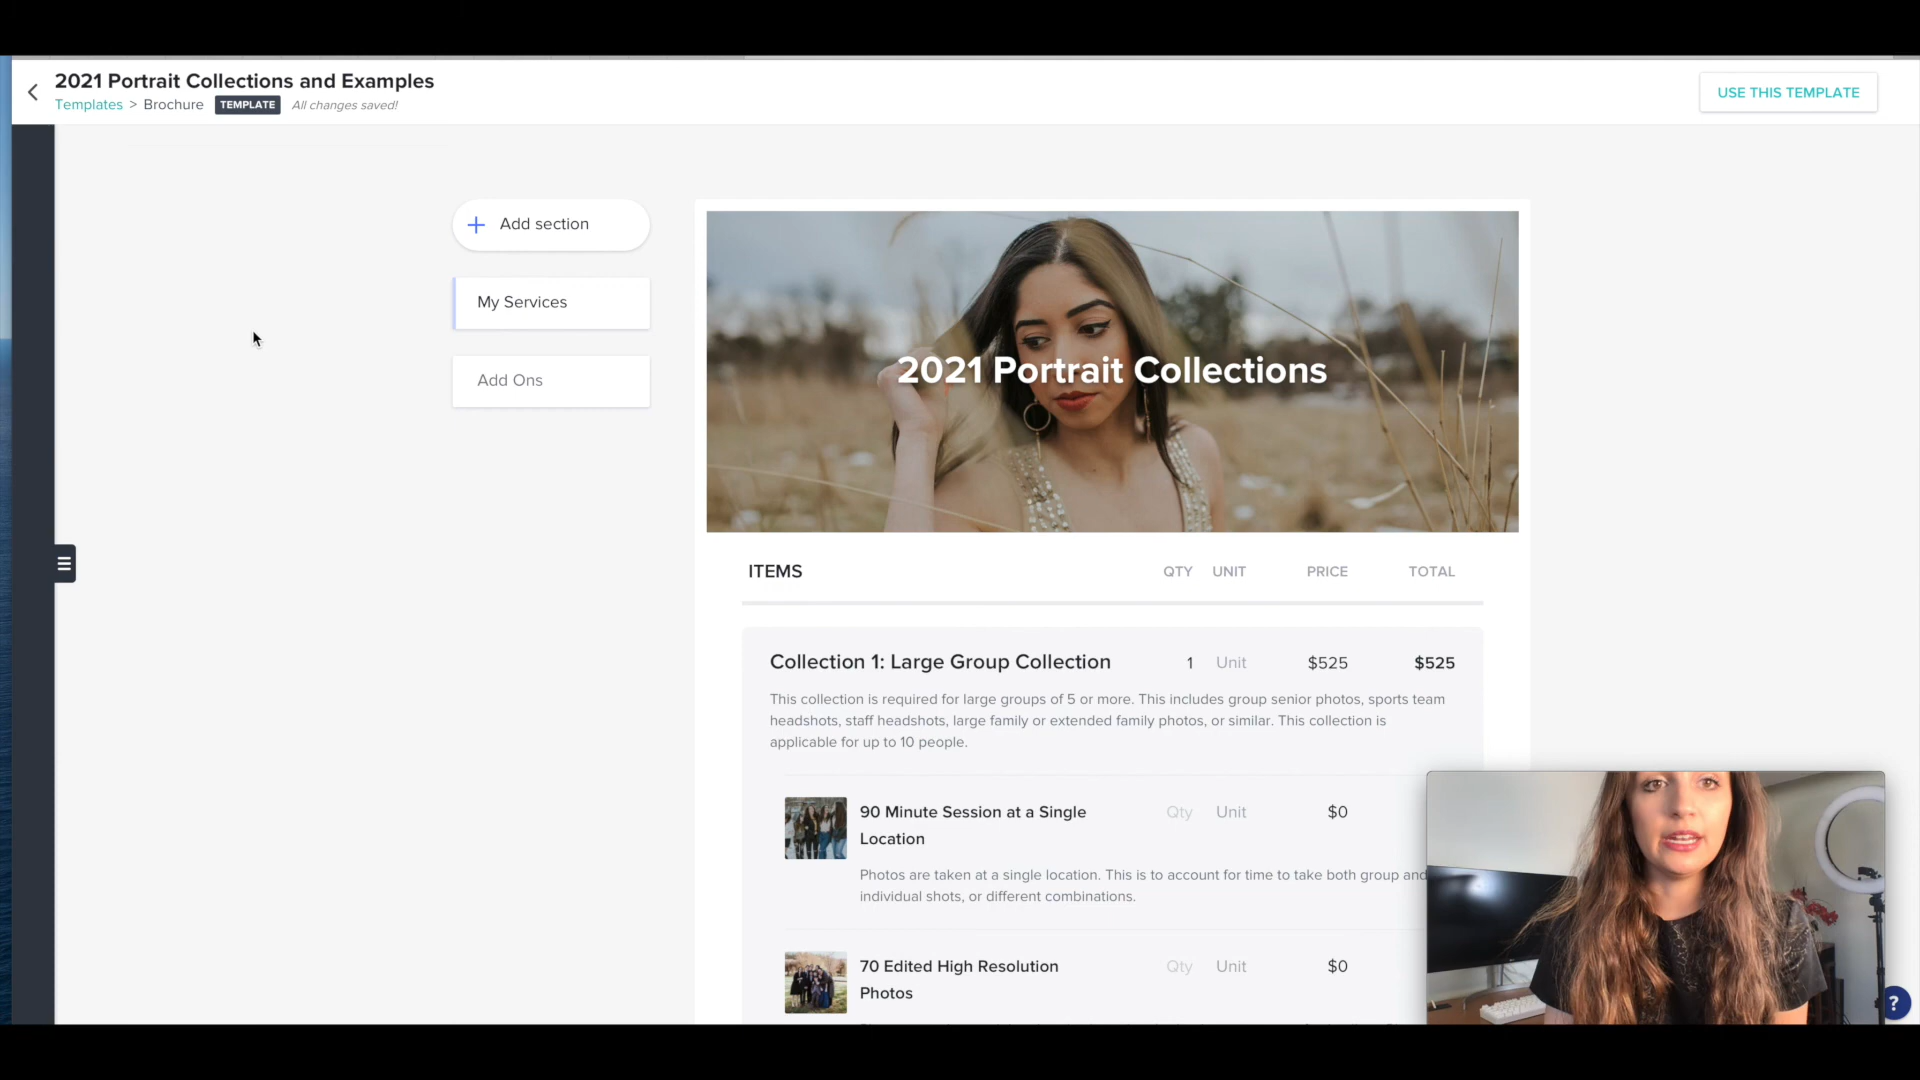 2021 Portrait Collections and Examples
Templates > Brochure TEMPLATE All changes saved!
USE THIS TEMPLATE
+ Add section
My Services
Add Ons
2021 Portrait Collections
ITEMS QTY UNIT PRICE TOTAL
Collection 1: Large Group Collection 1 Unit $525 $525
This collection is required for large groups of 5 or more. This includes group senior photos, sports team
headshots, staff headshots, large family or extended family photos, or similar. This collection is
applicable for up to 10 people.
90 Minute Session at a Single Qty Unit $0
Location
Photos are taken at a single location. This is to account for time to take both group and
individual shots, or different combinations.
70 Edited High Resolution Qty Unit $0
Photos
?